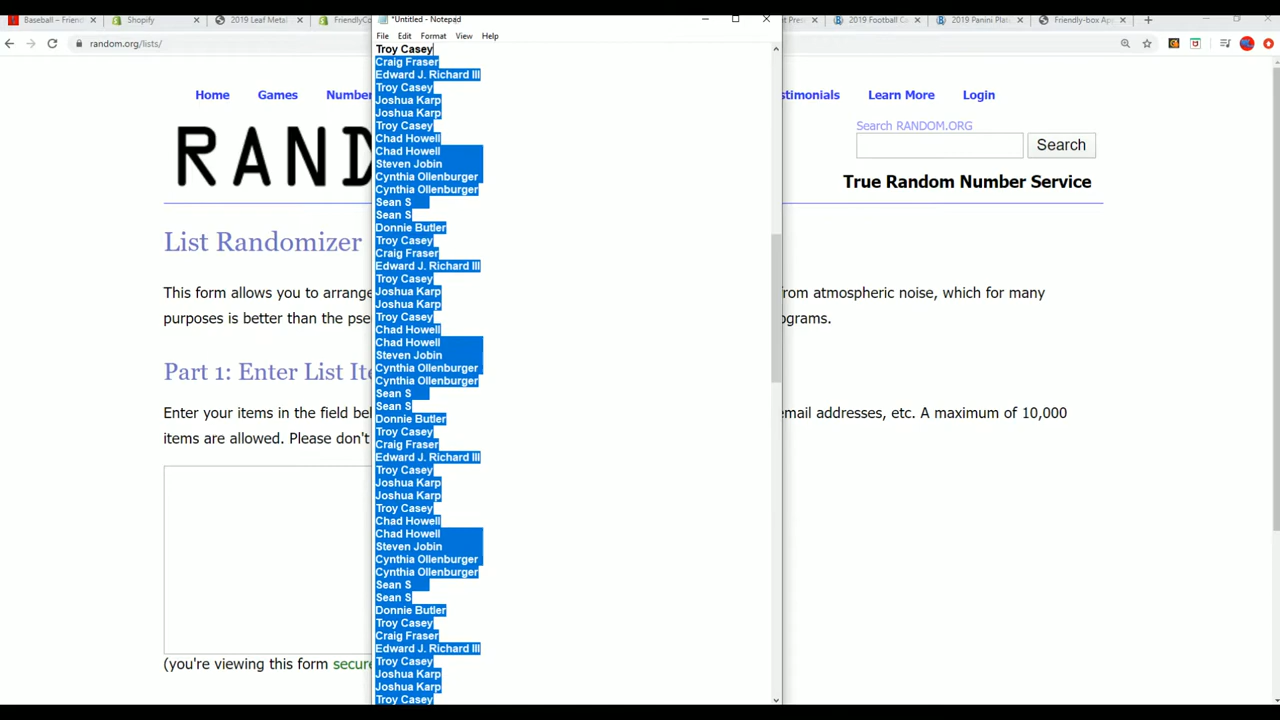 Baseball – Friend
Shopify
2019 Leaf Metal
FriendlyCo
*Untitled - Notepad
2019 Football Ca
2019 Panini Plat
Friendly-box App
random.org/lists/
File Edit Format View Help
Home Games Number
stimonials Learn More Login
Search RANDOM.ORG
Search
RAND
True Random Number Service
List Randomizer
This form allows you to arrange
from atmospheric noise, which for many
purposes is better than the pse
ograms.
Part 1: Enter List Ite
Enter your items in the field bel
email addresses, etc. A maximum of 10,000
items are allowed. Please don't
(you're viewing this form secure
Troy Casey
Craig Fraser
Edward J. Richard III
Troy Casey
Joshua Karp
Joshua Karp
Troy Casey
Chad Howell
Chad Howell
Steven Jobin
Cynthia Ollenburger
Cynthia Ollenburger
Sean S
Sean S
Donnie Butler
Troy Casey
Craig Fraser
Edward J. Richard III
Troy Casey
Joshua Karp
Joshua Karp
Troy Casey
Chad Howell
Chad Howell
Steven Jobin
Cynthia Ollenburger
Cynthia Ollenburger
Sean S
Sean S
Donnie Butler
Troy Casey
Craig Fraser
Edward J. Richard III
Troy Casey
Joshua Karp
Joshua Karp
Troy Casey
Chad Howell
Chad Howell
Steven Jobin
Cynthia Ollenburger
Cynthia Ollenburger
Sean S
Sean S
Donnie Butler
Troy Casey
Craig Fraser
Edward J. Richard III
Troy Casey
Joshua Karp
Joshua Karp
Troy Casey